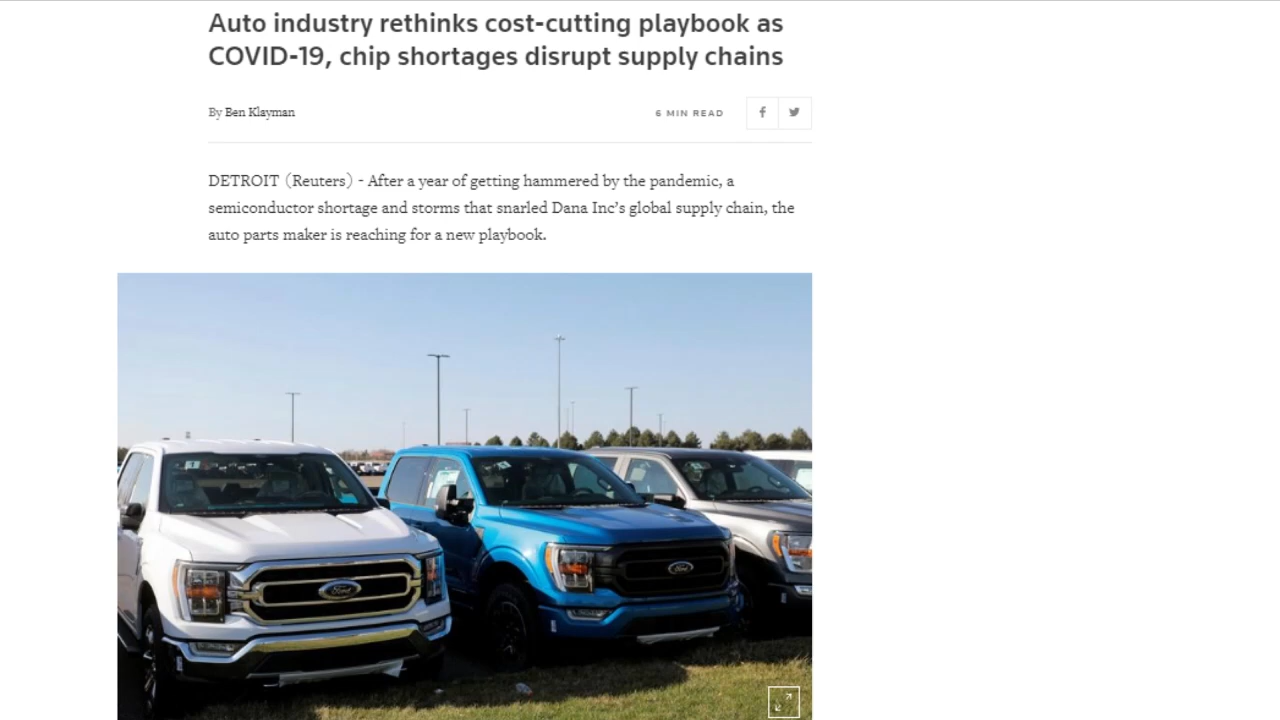 Auto industry rethinks cost-cutting playbook as
COVID-19, chip shortages disrupt supply chains
By Ben Klayman
6 MIN READ
DETROIT (Reuters) - After a year of getting hammered by the pandemic, a
semiconductor shortage and storms that snarled Dana Inc’s global supply chain, the
auto parts maker is reaching for a new playbook.
Ford
Ford